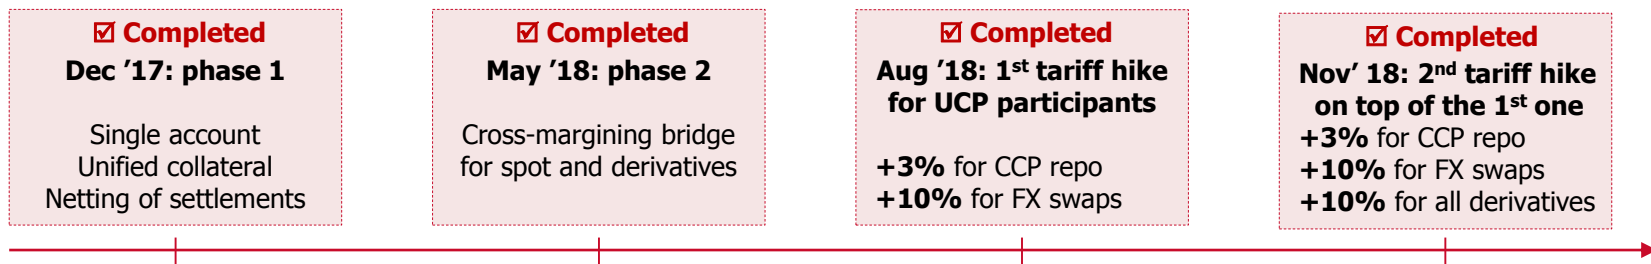 ☑ Completed
Dec ’17: phase 1
Single account
Unified collateral
Netting of settlements
☑ Completed
May ’18: phase 2
Cross-margining bridge
for spot and derivatives
☑ Completed
Aug ’18: 1st tariff hike
for UCP participants
+3% for CCP repo
+10% for FX swaps
☑ Completed
Nov’ 18: 2nd tariff hike
on top of the 1st one
+3% for CCP repo
+10% for FX swaps
+10% for all derivatives